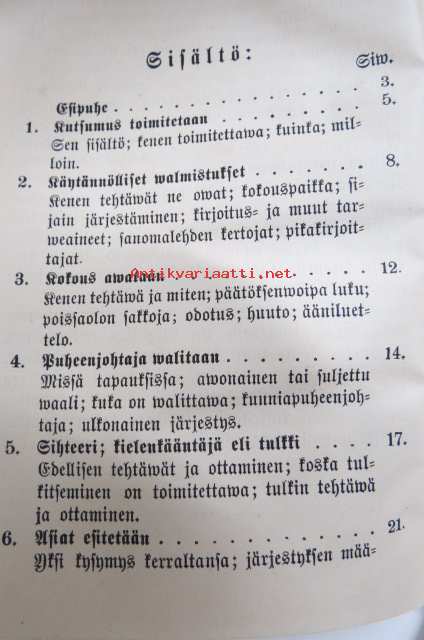 Sisältö:
Siw.
Esipuhe . . . . . . . . . . . . 3.
1. Kutsumus toimitetaan . . . . . . . . 5.
Sen sisältö; kenen toimitettawa; kuinka; mil-
loin.
2. Käytännölliset walmistukset . . . . . . 8.
Kenen tehtäwät ne owat; kokouspaikka; si-
jain järjestäminen; kirjoitus- ja muut tar-
weaineet; sanomalehden kertojat; pikakirjoit-
tajat.
Antikvariaatti.net
3. Kokous awataan . . . . . . 12.
Kenen tehtäwä ja miten; päätöksenwoipa luku;
poissaolon sakkoja; odotus; huuto; ääniluet-
telo.
4. Puheenjohtaja walitaan . . . . . . . . 14.
Missä tapauksissa; awonainen tai suljettu
waali; kuka on walittawa; kuuniapuheenjoh-
taja; ulkonainen järjestys.
5. Sihteeri; kielenkääntäjä eli tulkki . . . . 17.
Edellisen tehtäwät ja ottaminen; koska tul-
kitseminen on toimitettawa; tulkin tehtäwä
ja ottaminen.
6. Asiat esitetään . . . . . . . . . . . 21.
Yksi kysymys kerraltansa; järjestyksen mää-